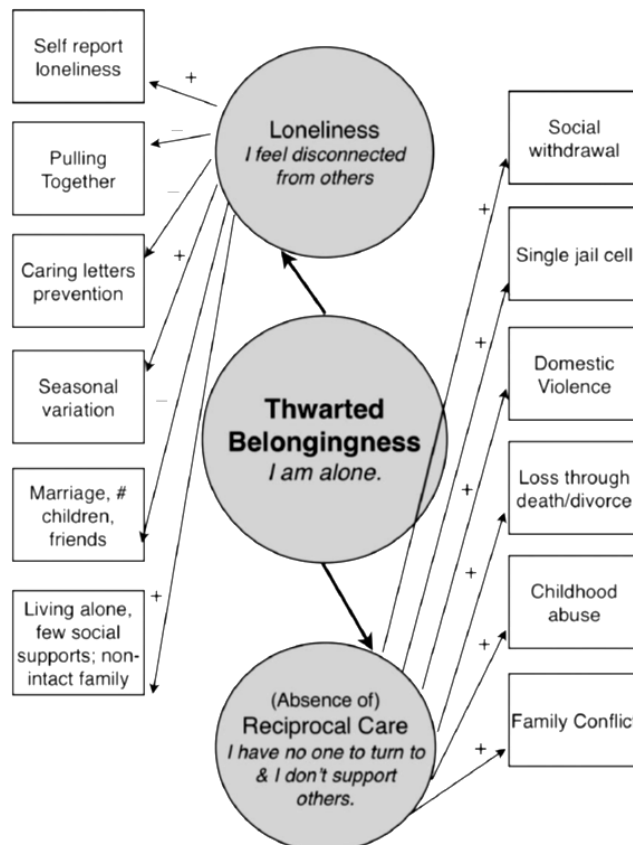 Self report
loneliness
+
Pulling
Together
–
Caring letters
prevention
–
Seasonal
variation
+
Marriage, #
children,
friends
–
Living alone,
few social
supports; non-
intact family
+
Loneliness
I feel disconnected
from others
Thwarted
Belongingness
I am alone.
(Absence of)
Reciprocal Care
I have no one to turn to
& I don't support
others.
Social
withdrawal
+
Single jail cell
+
Domestic
Violence
+
Loss through
death/divorce
+
Childhood
abuse
+
Family Conflict
+